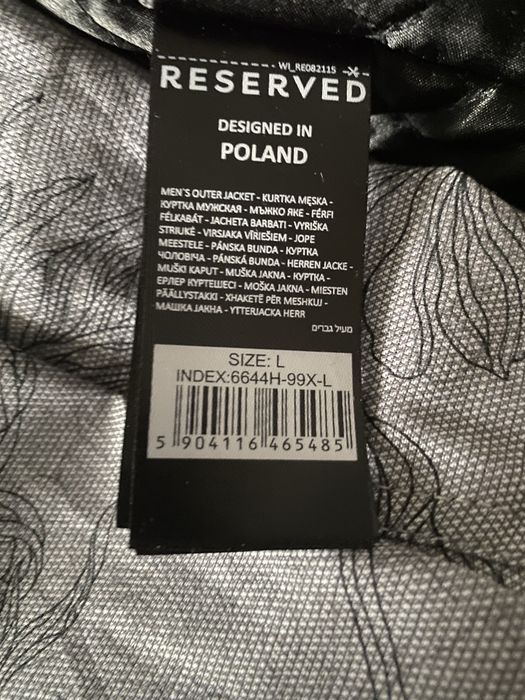 WI_RE082115
RESERVED
DESIGNED IN
POLAND
MEN'S OUTER JACKET - KURTKA MĘSKA -
КУРТКА МУЖСКАЯ - МЪЖКО ЯКЕ - FÉRFI
FÉLKABÁT - JACHETA BARBATI - VYRIŠKA
STRIUKĖ - VIRSJAKA VĪRIEŠIEM - JOPE
MEESTELE - PÁNSKA BUNDA - КУРТКА
ЧОЛОВІЧА - PÁNSKÁ BUNDA - HERREN JACKE -
MUŠKI KAPUT - MUŠKA JAKNA - КУРТКА -
ЕРЛЕР КУРТЕШЕСІ - MOŠKA JAKNA - MIESTEN
PÄÄLLYSTAKKI - XHAKETË PËR MESHKUJ -
МАШКА ЈАКНА - YTTERJACKA HERR
מעיל גברים
SIZE: L
INDEX:6644H-99X-L
5 904116 465485